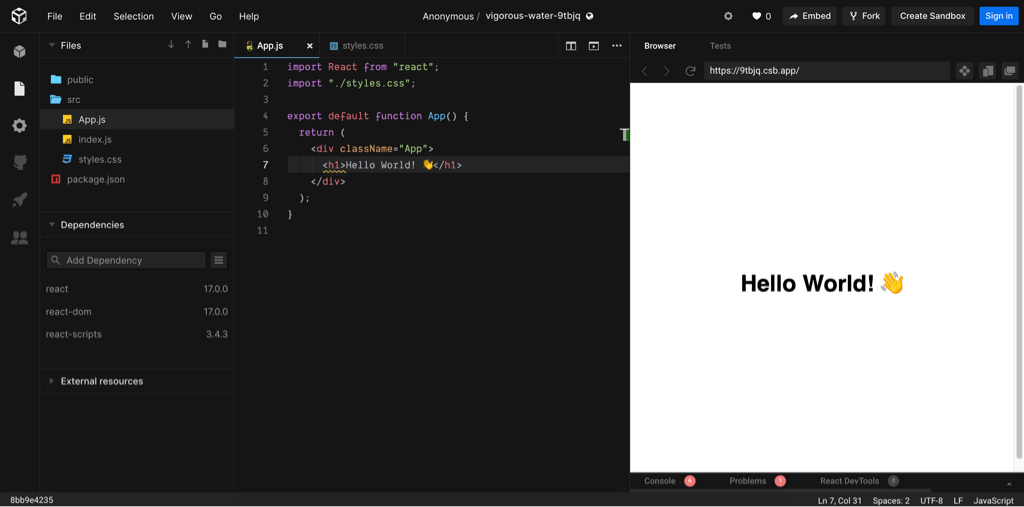 File Edit Selection View Go Help
Anonymous / vigorous-water-9tbjq
0 Embed Fork Create Sandbox Sign in
Files
public
src
App.js
index.js
styles.css
package.json
Dependencies
Add Dependency
react 17.0.0
react-dom 17.0.0
react-scripts 3.4.3
External resources
App.js × styles.css
1 import React from "react";
2 import "./styles.css";
3
4 export default function App() {
5 return (
6 <div className="App">
7 <h1>Hello World! 👋</h1>
8 </div>
9 );
10 }
11
Browser Tests
https://9tbjq.csb.app/
Hello World! 👋
Console 6 Problems 1 React DevTools 0
8bb9e4235
Ln 7, Col 31 Spaces: 2 UTF-8 LF JavaScript